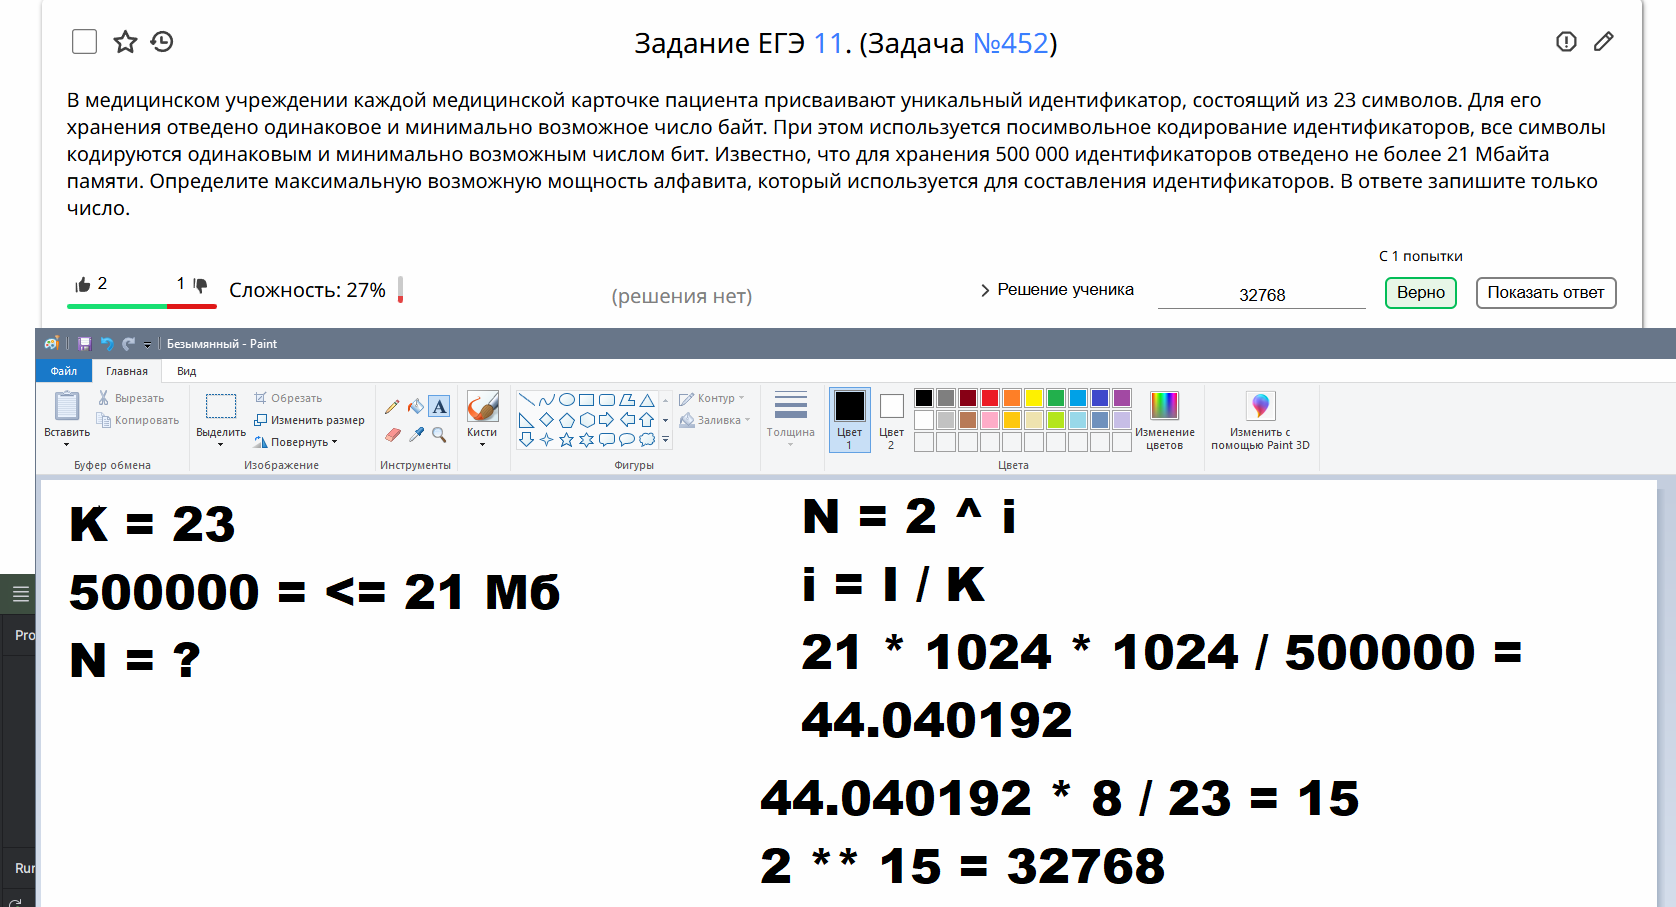 Задание ЕГЭ 11. (Задача №452)
В медицинском учреждении каждой медицинской карточке пациента присваивают уникальный идентификатор, состоящий из 23 символов. Для его
хранения отведено одинаковое и минимально возможное число байт. При этом используется посимвольное кодирование идентификаторов, все символы
кодируются одинаковым и минимально возможным числом бит. Известно, что для хранения 500 000 идентификаторов отведено не более 21 Мбайта
памяти. Определите максимальную возможную мощность алфавита, который используется для составления идентификаторов. В ответе запишите только
число.
С 1 попытки
2 1 Сложность: 27% (решения нет) Решение ученика 32768 Верно Показать ответ
Безымянный - Paint
Файл Главная Вид
Вставить
Вырезать
Копировать
Буфер обмена
Выделить
Обрезать
Изменить размер
Повернуть
Изображение
A
Инструменты
Кисти
Контур
Заливка
Фигуры
Толщина
Цвет
1
Цвет
2
Цвета
Изменение
цветов
Изменить с
помощью Paint 3D
Pro
Run
K = 23
500000 = <= 21 Мб
N = ?
N = 2 ^ i
i = I / K
21 * 1024 * 1024 / 500000 =
44.040192
44.040192 * 8 / 23 = 15
2 ** 15 = 32768